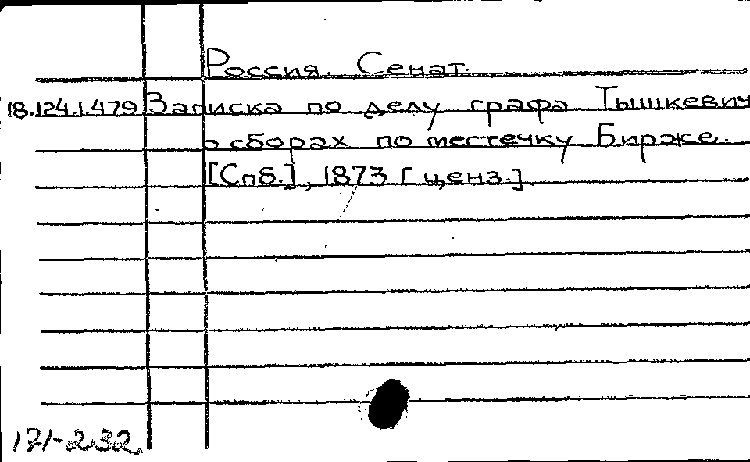 Россия. Сенат.
18.124.1.479 Записка по делу графа Тышкевич
о сборах по местечку Бирже.
[Спб.], 1873 [ценз.]
171-232